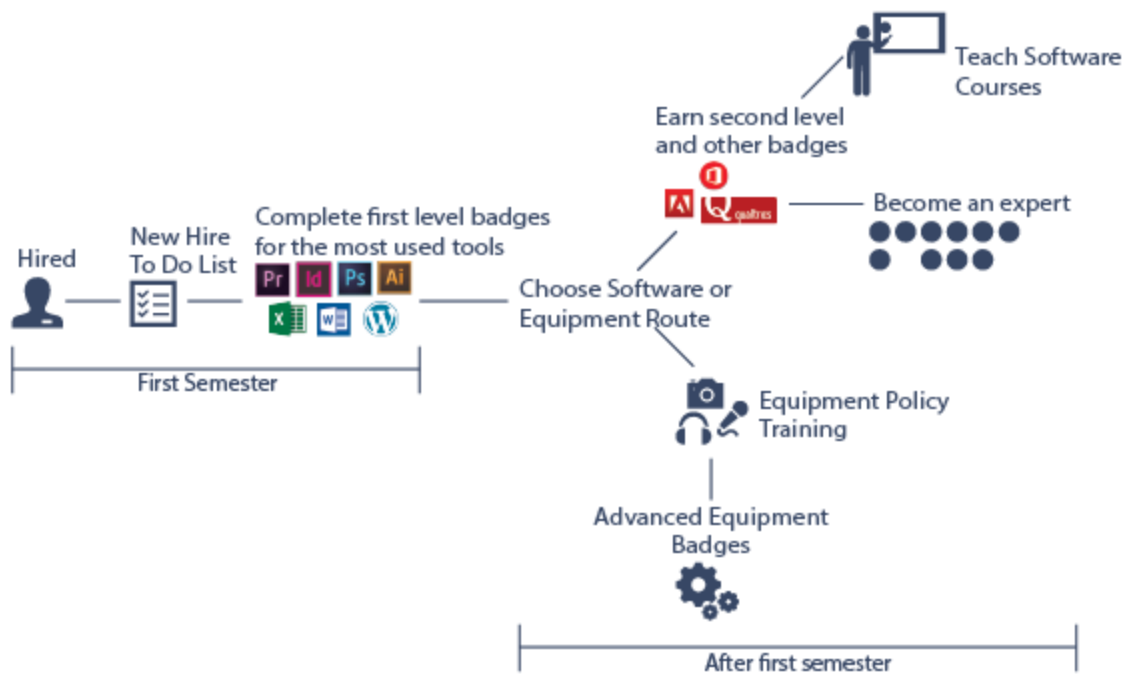 Teach Software
Courses
Earn second level
and other badges
Q qualtrics
Become an expert
Complete first level badges
for the most used tools
New Hire
To Do List
Hired
Pr Id Ps Ai
X W W
Choose Software or
Equipment Route
First Semester
Equipment Policy
Training
Advanced Equipment
Badges
After first semester